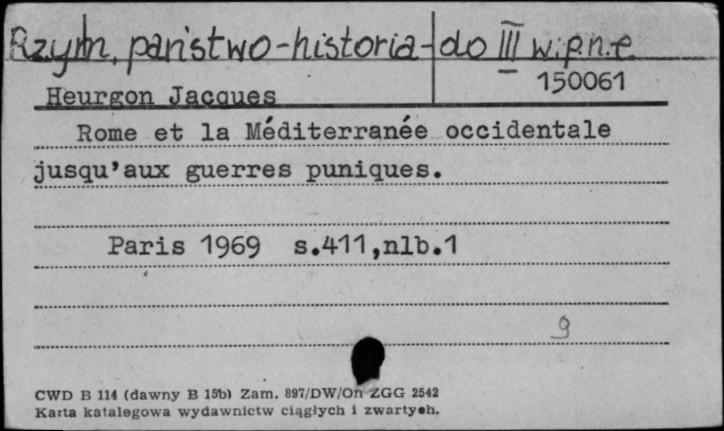 Rzym, państwo-historia-do III w.p.n.e.
150061
Heurgon Jacques
Rome et la Méditerranée occidentale
jusqu'aux guerres puniques.
Paris 1969 s.411,nlb.1
9
CWD B 114 (dawny B 15b) Zam. 897/DW/On ZGG 2542
Karta katalogowa wydawnictw ciągłych i zwartych.